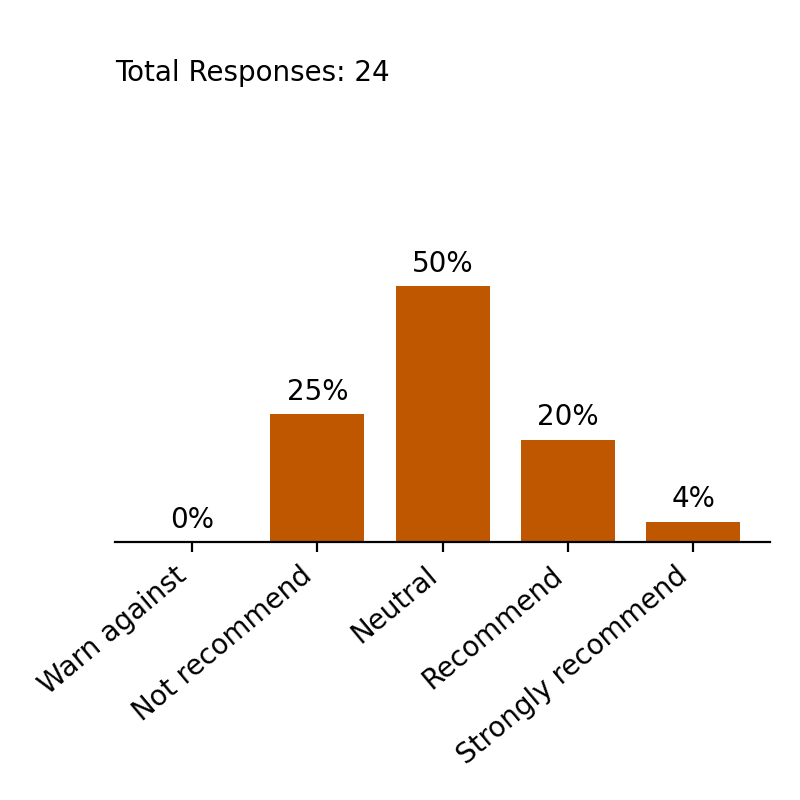 Total Responses: 24
50%
25%
20%
4%
0%
Warn against
Not recommend
Neutral
Recommend
Strongly recommend